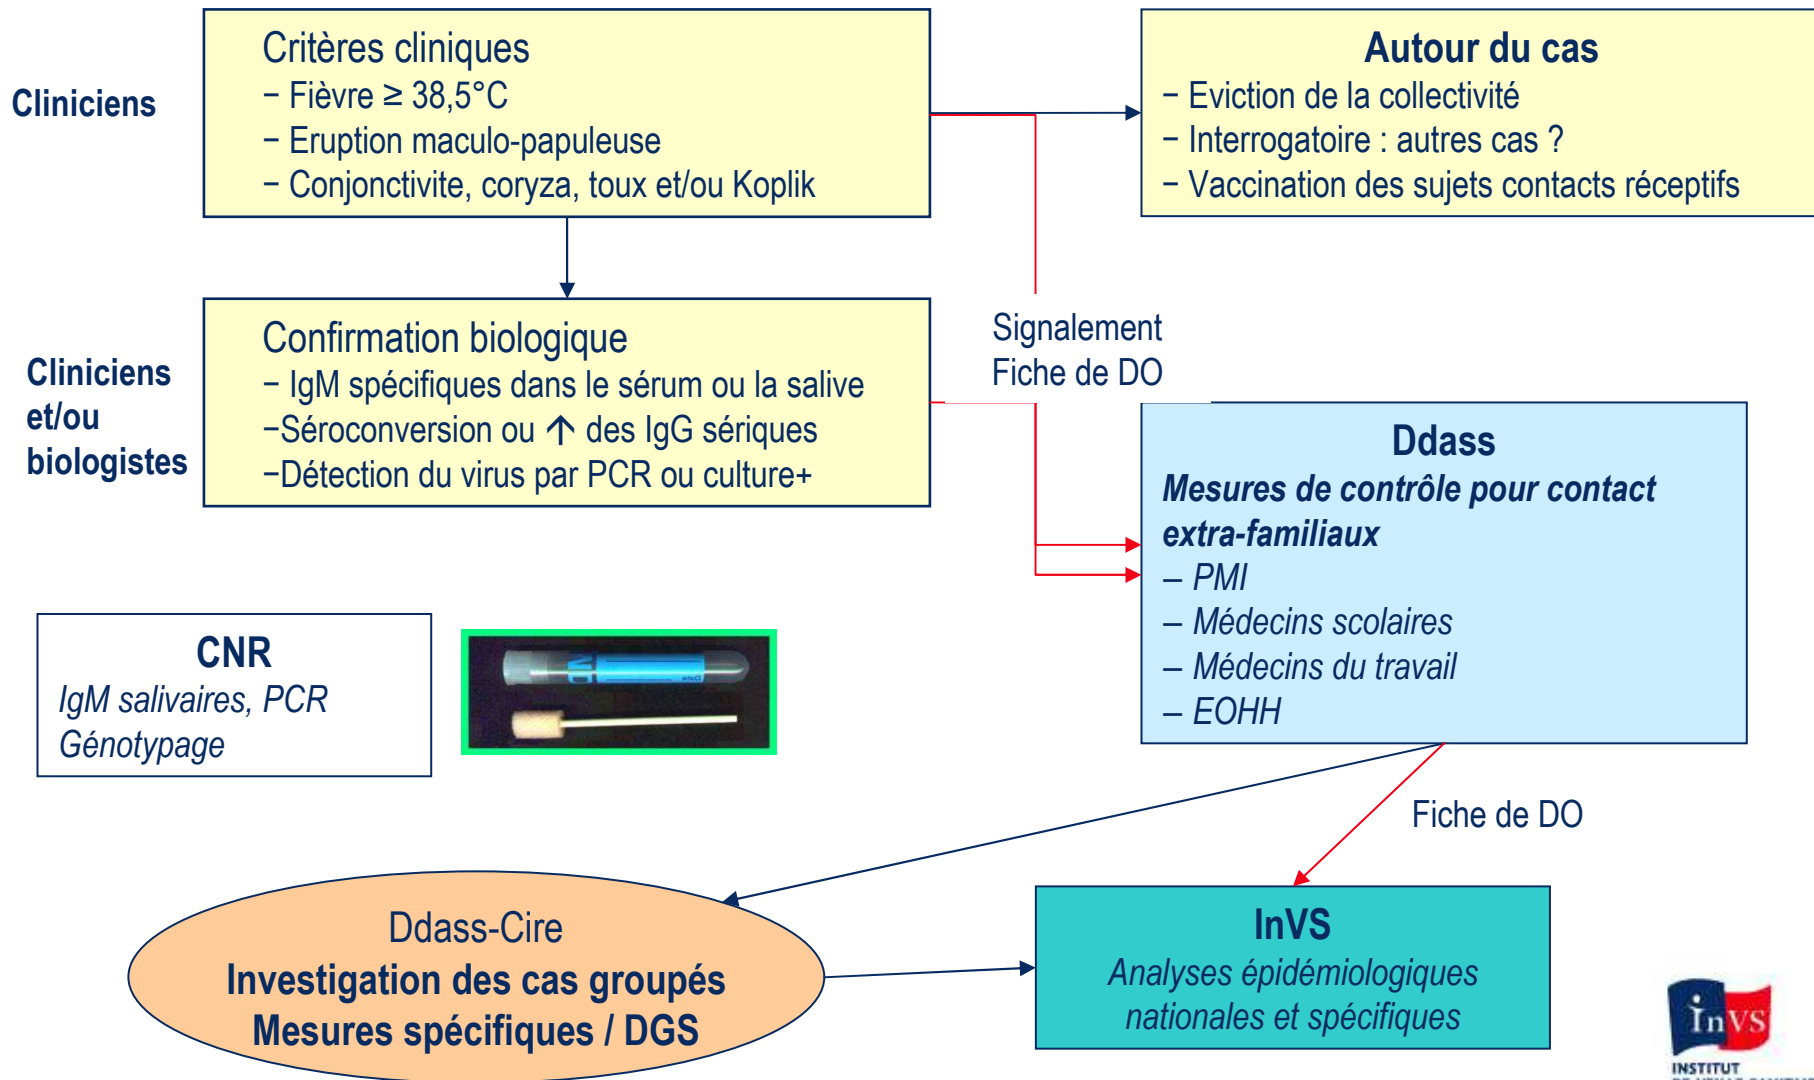 Cliniciens
Critères cliniques
− Fièvre ≥ 38,5°C
− Eruption maculo-papuleuse
− Conjonctivite, coryza, toux et/ou Koplik
Autour du cas
− Eviction de la collectivité
− Interrogatoire : autres cas ?
− Vaccination des sujets contacts réceptifs
Cliniciens
et/ou
biologistes
Confirmation biologique
− IgM spécifiques dans le sérum ou la salive
−Séroconversion ou ↑ des IgG sériques
−Détection du virus par PCR ou culture+
Signalement
Fiche de DO
Ddass
Mesures de contrôle pour contact
extra-familiaux
– PMI
– Médecins scolaires
– Médecins du travail
– EOHH
CNR
IgM salivaires, PCR
Génotypage
Fiche de DO
Ddass-Cire
Investigation des cas groupés
Mesures spécifiques / DGS
InVS
Analyses épidémiologiques
nationales et spécifiques
InVS
INSTITUT